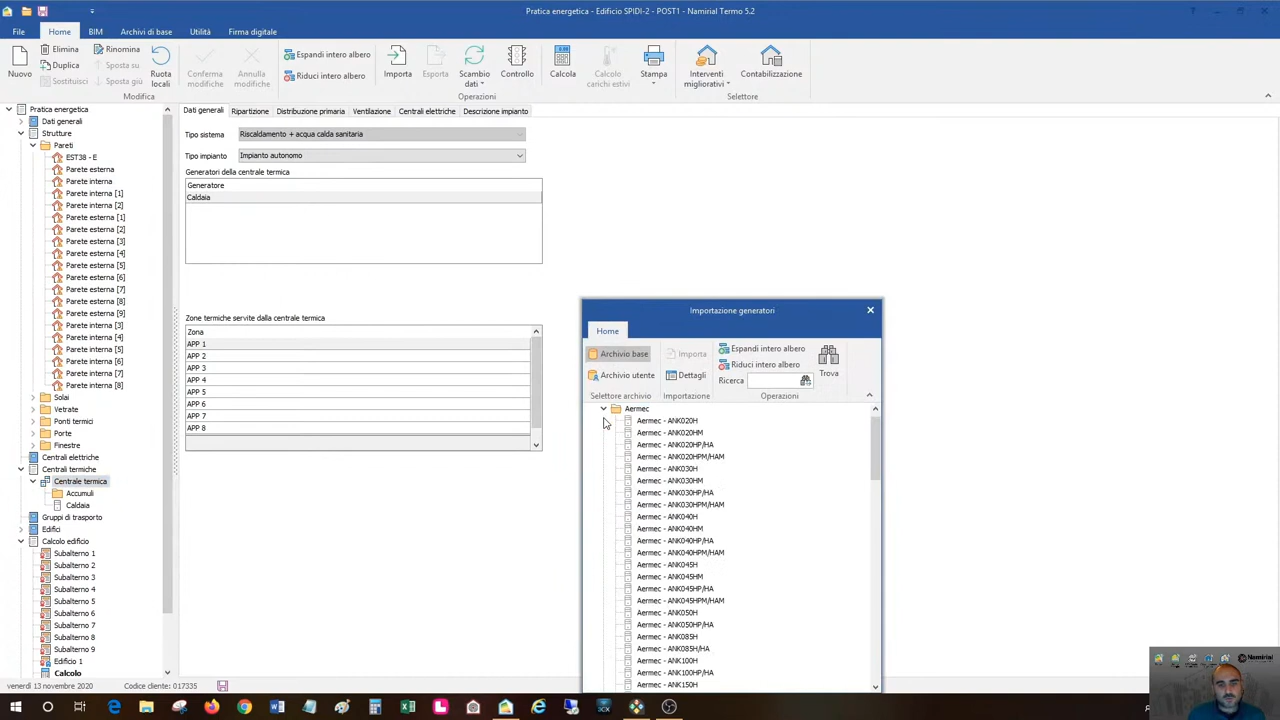 Pratica energetica - Edificio SPIDI-2 - POST1 - Namirial Termo 5.2
File Home BIM Archivi di base Utilità Firma digitale
Nuovo
Elimina
Duplica
Sostituisci
Rinomina
Sposta su
Sposta giù
Ruota locali
Conferma modifiche
Annulla modifiche
Espandi intero albero
Riduci intero albero
Importa
Esporta
Scambio dati
Controllo
Calcola
Calcolo carichi estivi
Stampa
Interventi migliorativi
Contabilizzazione
Modifica
Operazioni
Selettore
Pratica energetica
Dati generali
Strutture
Pareti
EST38 - E
Parete esterna
Parete interna
Parete interna [1]
Parete interna [2]
Parete esterna [1]
Parete esterna [2]
Parete esterna [3]
Parete esterna [4]
Parete esterna [5]
Parete esterna [6]
Parete esterna [7]
Parete esterna [8]
Parete esterna [9]
Parete interna [3]
Parete interna [4]
Parete interna [5]
Parete interna [6]
Parete interna [7]
Parete interna [8]
Solai
Vetrate
Ponti termici
Porte
Finestre
Centrali elettriche
Centrali termiche
Centrale termica
Accumuli
Caldaia
Gruppi di trasporto
Edifici
Calcolo edificio
Subalterno 1
Subalterno 2
Subalterno 3
Subalterno 4
Subalterno 5
Subalterno 6
Subalterno 7
Subalterno 8
Subalterno 9
Edificio 1
Calcolo
Dati generali Ripartizione Distribuzione primaria Ventilazione Centrali elettriche Descrizione impianto
Tipo sistema Riscaldamento + acqua calda sanitaria
Tipo impianto Impianto autonomo
Generatori della centrale termica
Generatore
Caldaia
Zone termiche servite dalla centrale termica
Zona
APP 1
APP 2
APP 3
APP 4
APP 5
APP 6
APP 7
APP 8
Importazione generatori
Home
Archivio base
Archivio utente
Importa
Dettagli
Espandi intero albero
Riduci intero albero
Ricerca
Trova
Selettore archivio Importazione Operazioni
Aermec
Aermec - ANK020H
Aermec - ANK020HM
Aermec - ANK020HP/HA
Aermec - ANK020HPM/HAM
Aermec - ANK030H
Aermec - ANK030HM
Aermec - ANK030HP/HA
Aermec - ANK030HPM/HAM
Aermec - ANK040H
Aermec - ANK040HM
Aermec - ANK040HP/HA
Aermec - ANK040HPM/HAM
Aermec - ANK045H
Aermec - ANK045HM
Aermec - ANK045HP/HA
Aermec - ANK045HPM/HAM
Aermec - ANK050H
Aermec - ANK050HP/HA
Aermec - ANK085H
Aermec - ANK085H/HA
Aermec - ANK100H
Aermec - ANK100HP/HA
Aermec - ANK150H
venerdì 13 novembre 2020 Codice cliente: 017335
Namirial